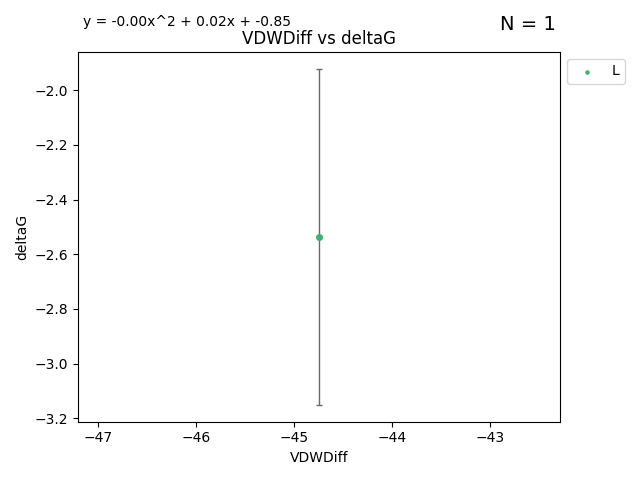 y = -0.00x^2 + 0.02x + -0.85
N = 1
VDWDiff vs deltaG
L
deltaG
−2.0
−2.2
−2.4
−2.6
−2.8
−3.0
−3.2
−47 −46 −45 −44 −43
VDWDiff